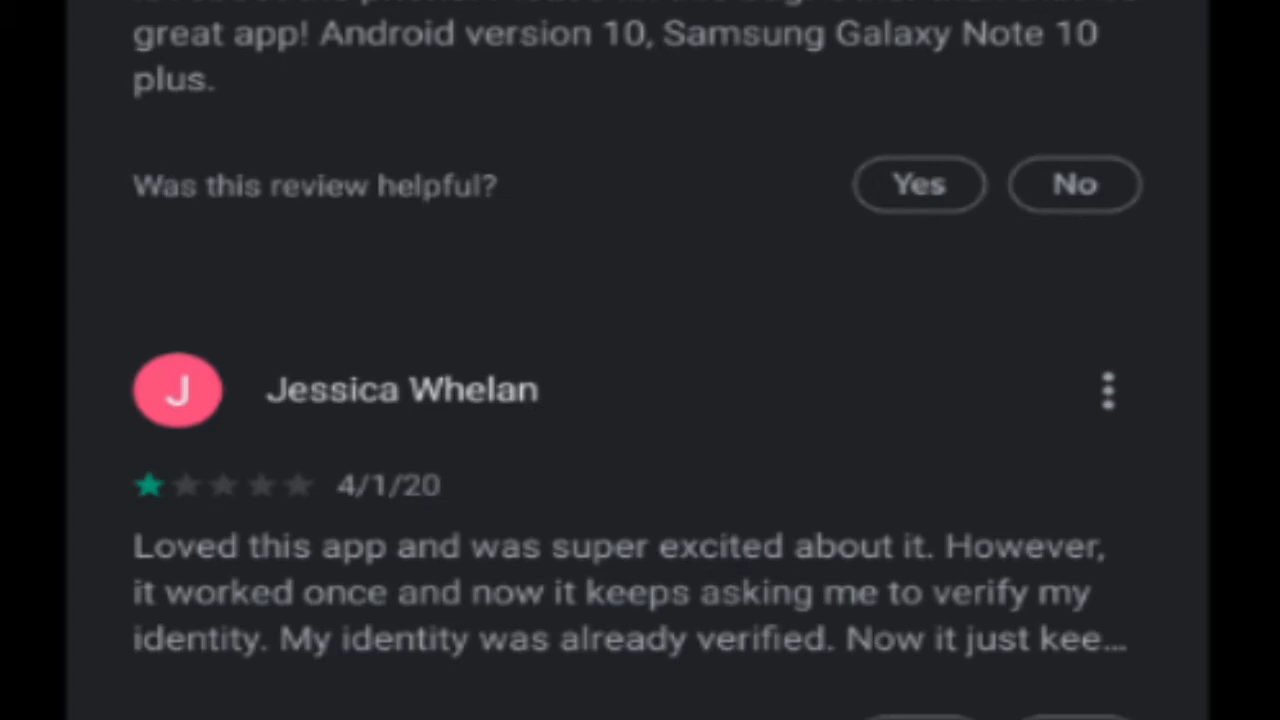 great app! Android version 10, Samsung Galaxy Note 10
plus.
Was this review helpful?
Yes
No
J
Jessica Whelan
4/1/20
Loved this app and was super excited about it. However,
it worked once and now it keeps asking me to verify my
identity. My identity was already verified. Now it just kee...